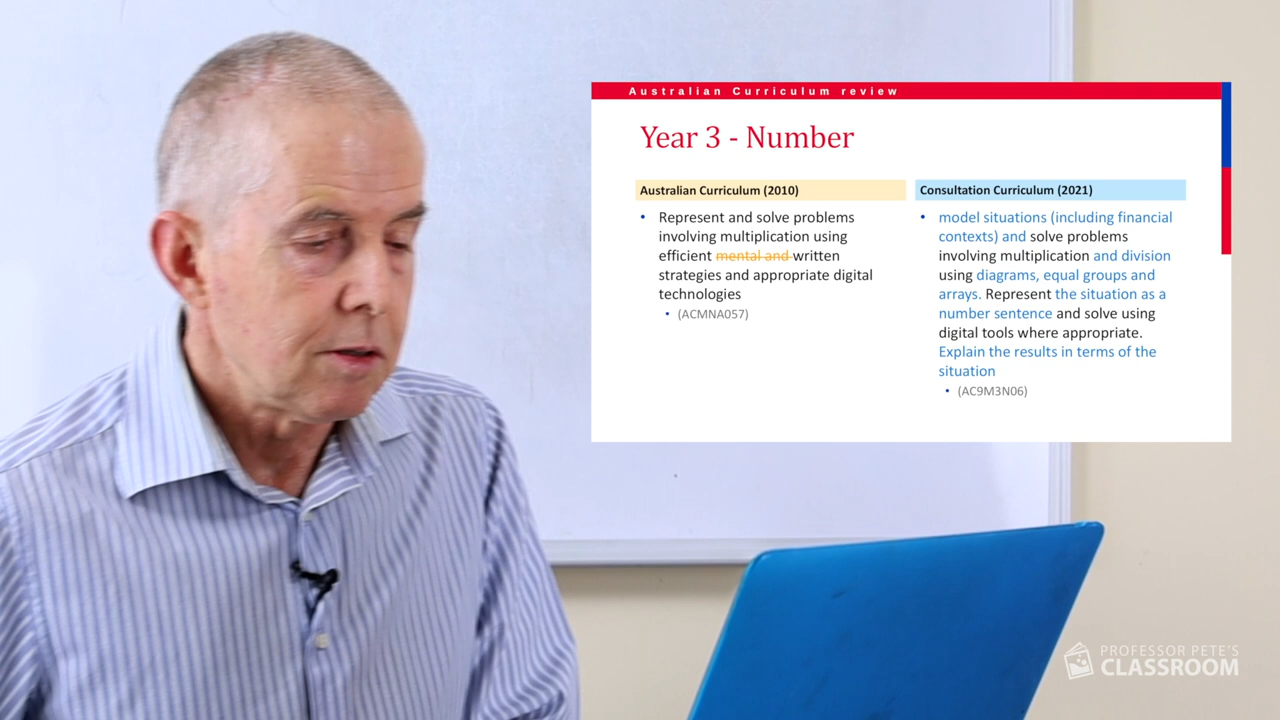 Australian Curriculum review
Year 3 - Number
Australian Curriculum (2010)
• Represent and solve problems
involving multiplication using
efficient mental and written
strategies and appropriate digital
technologies
• (ACMNA057)
Consultation Curriculum (2021)
• model situations (including financial
contexts) and solve problems
involving multiplication and division
using diagrams, equal groups and
arrays. Represent the situation as a
number sentence and solve using
digital tools where appropriate.
Explain the results in terms of the
situation
• (AC9M3N06)
PROFESSOR PETE'S
CLASSROOM